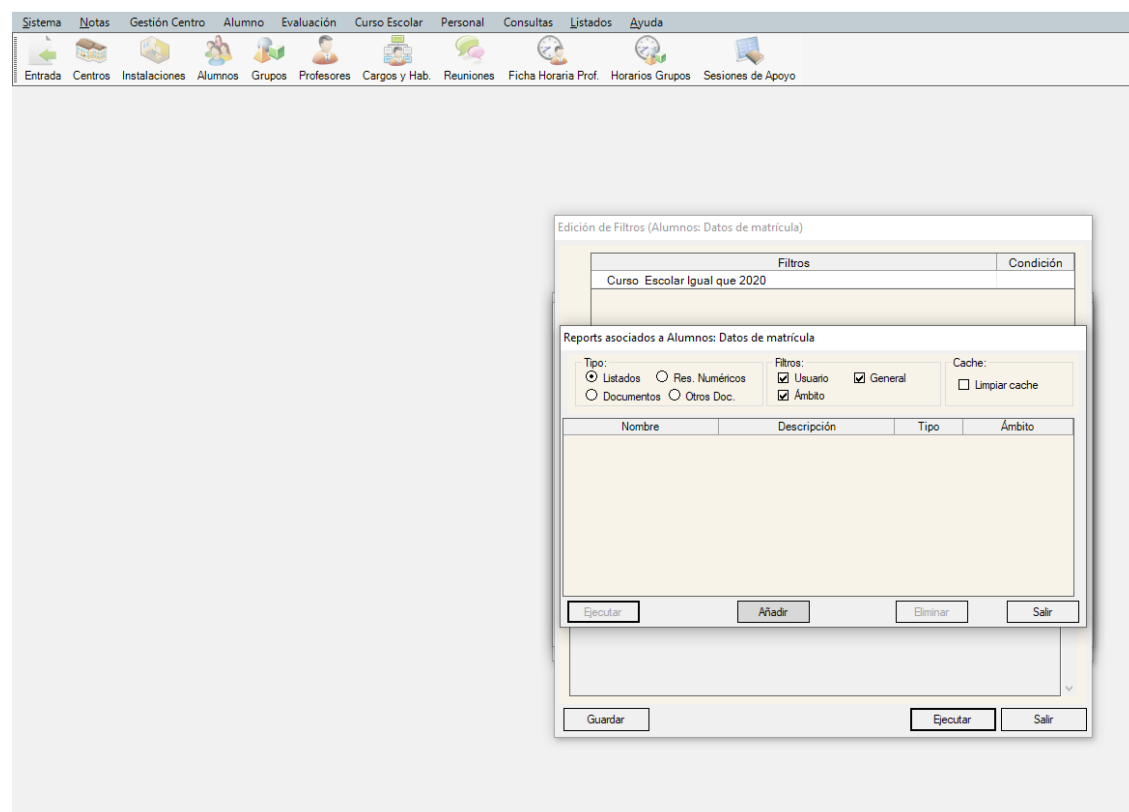 Sistema Notas Gestión Centro Alumno Evaluación Curso Escolar Personal Consultas Listados Ayuda
Entrada Centros Instalaciones Alumnos Grupos Profesores Cargos y Hab. Reuniones Ficha Horaria Prof. Horarios Grupos Sesiones de Apoyo
Edición de Filtros (Alumnos: Datos de matrícula)
Filtros Condición
Curso Escolar Igual que 2020
Reports asociados a Alumnos: Datos de matrícula
Tipo: Filtros: Cache:
Listados Res. Numéricos Usuario General Limpiar cache
Documentos Otros Doc. Ámbito
Nombre Descripción Tipo Ámbito
Ejecutar Añadir Eliminar Salir
Guardar Ejecutar Salir